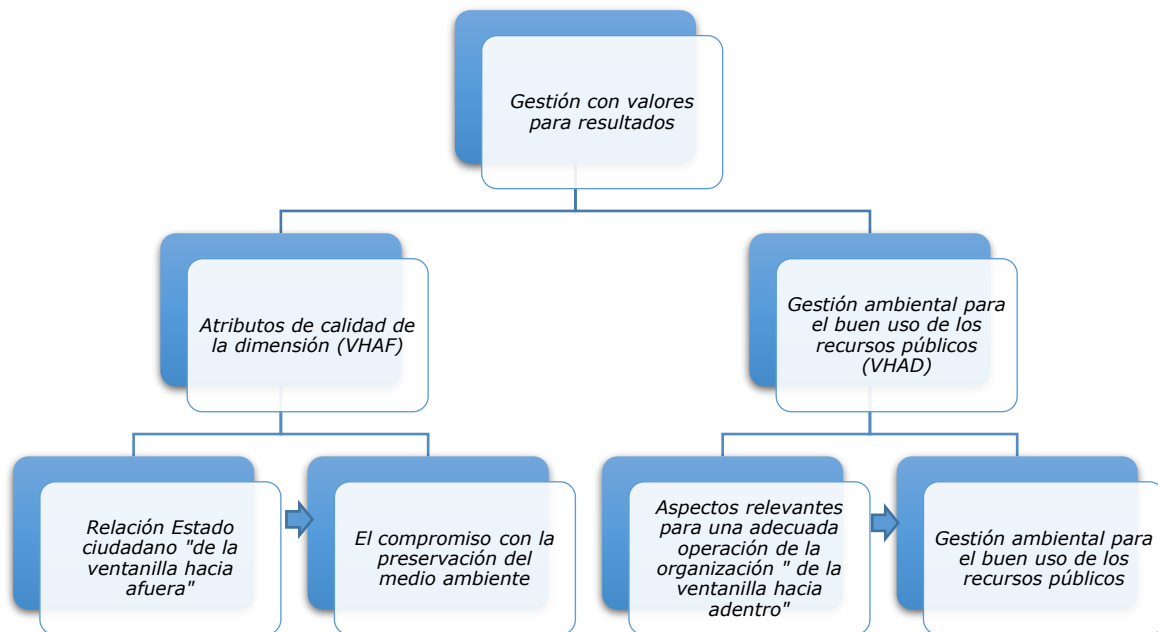 Gestión con valores
para resultados
Atributos de calidad de
la dimensión (VHAF)
Gestión ambiental para
el buen uso de los
recursos públicos
(VHAD)
Relación Estado
ciudadano "de la
ventanilla hacia
afuera"
El compromiso con la
preservación del
medio ambiente
Aspectos relevantes
para una adecuada
operación de la
organización " de la
ventanilla hacia
adentro"
Gestión ambiental para
el buen uso de los
recursos públicos